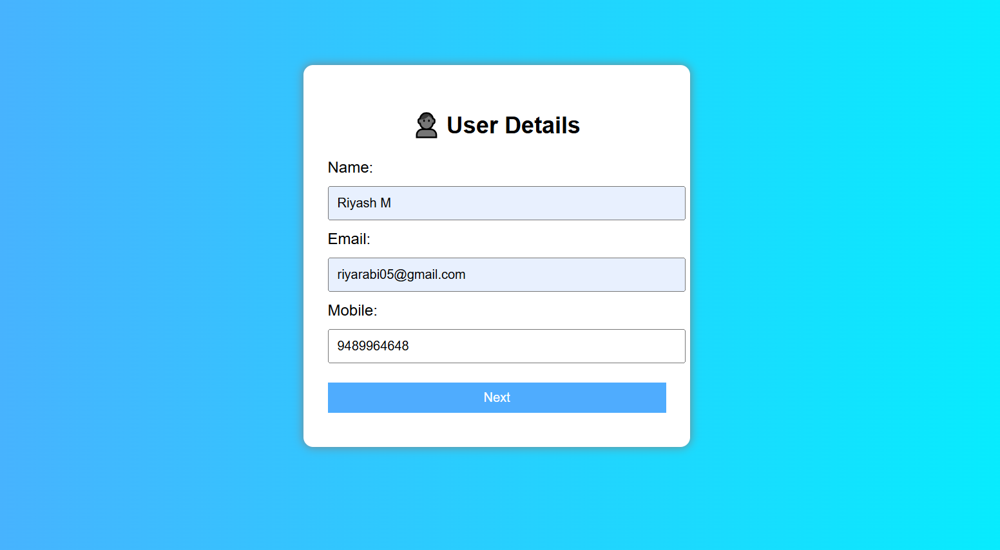 User Details
Name:
Riyash M
Email:
riyarabi05@gmail.com
Mobile:
9489964648
Next